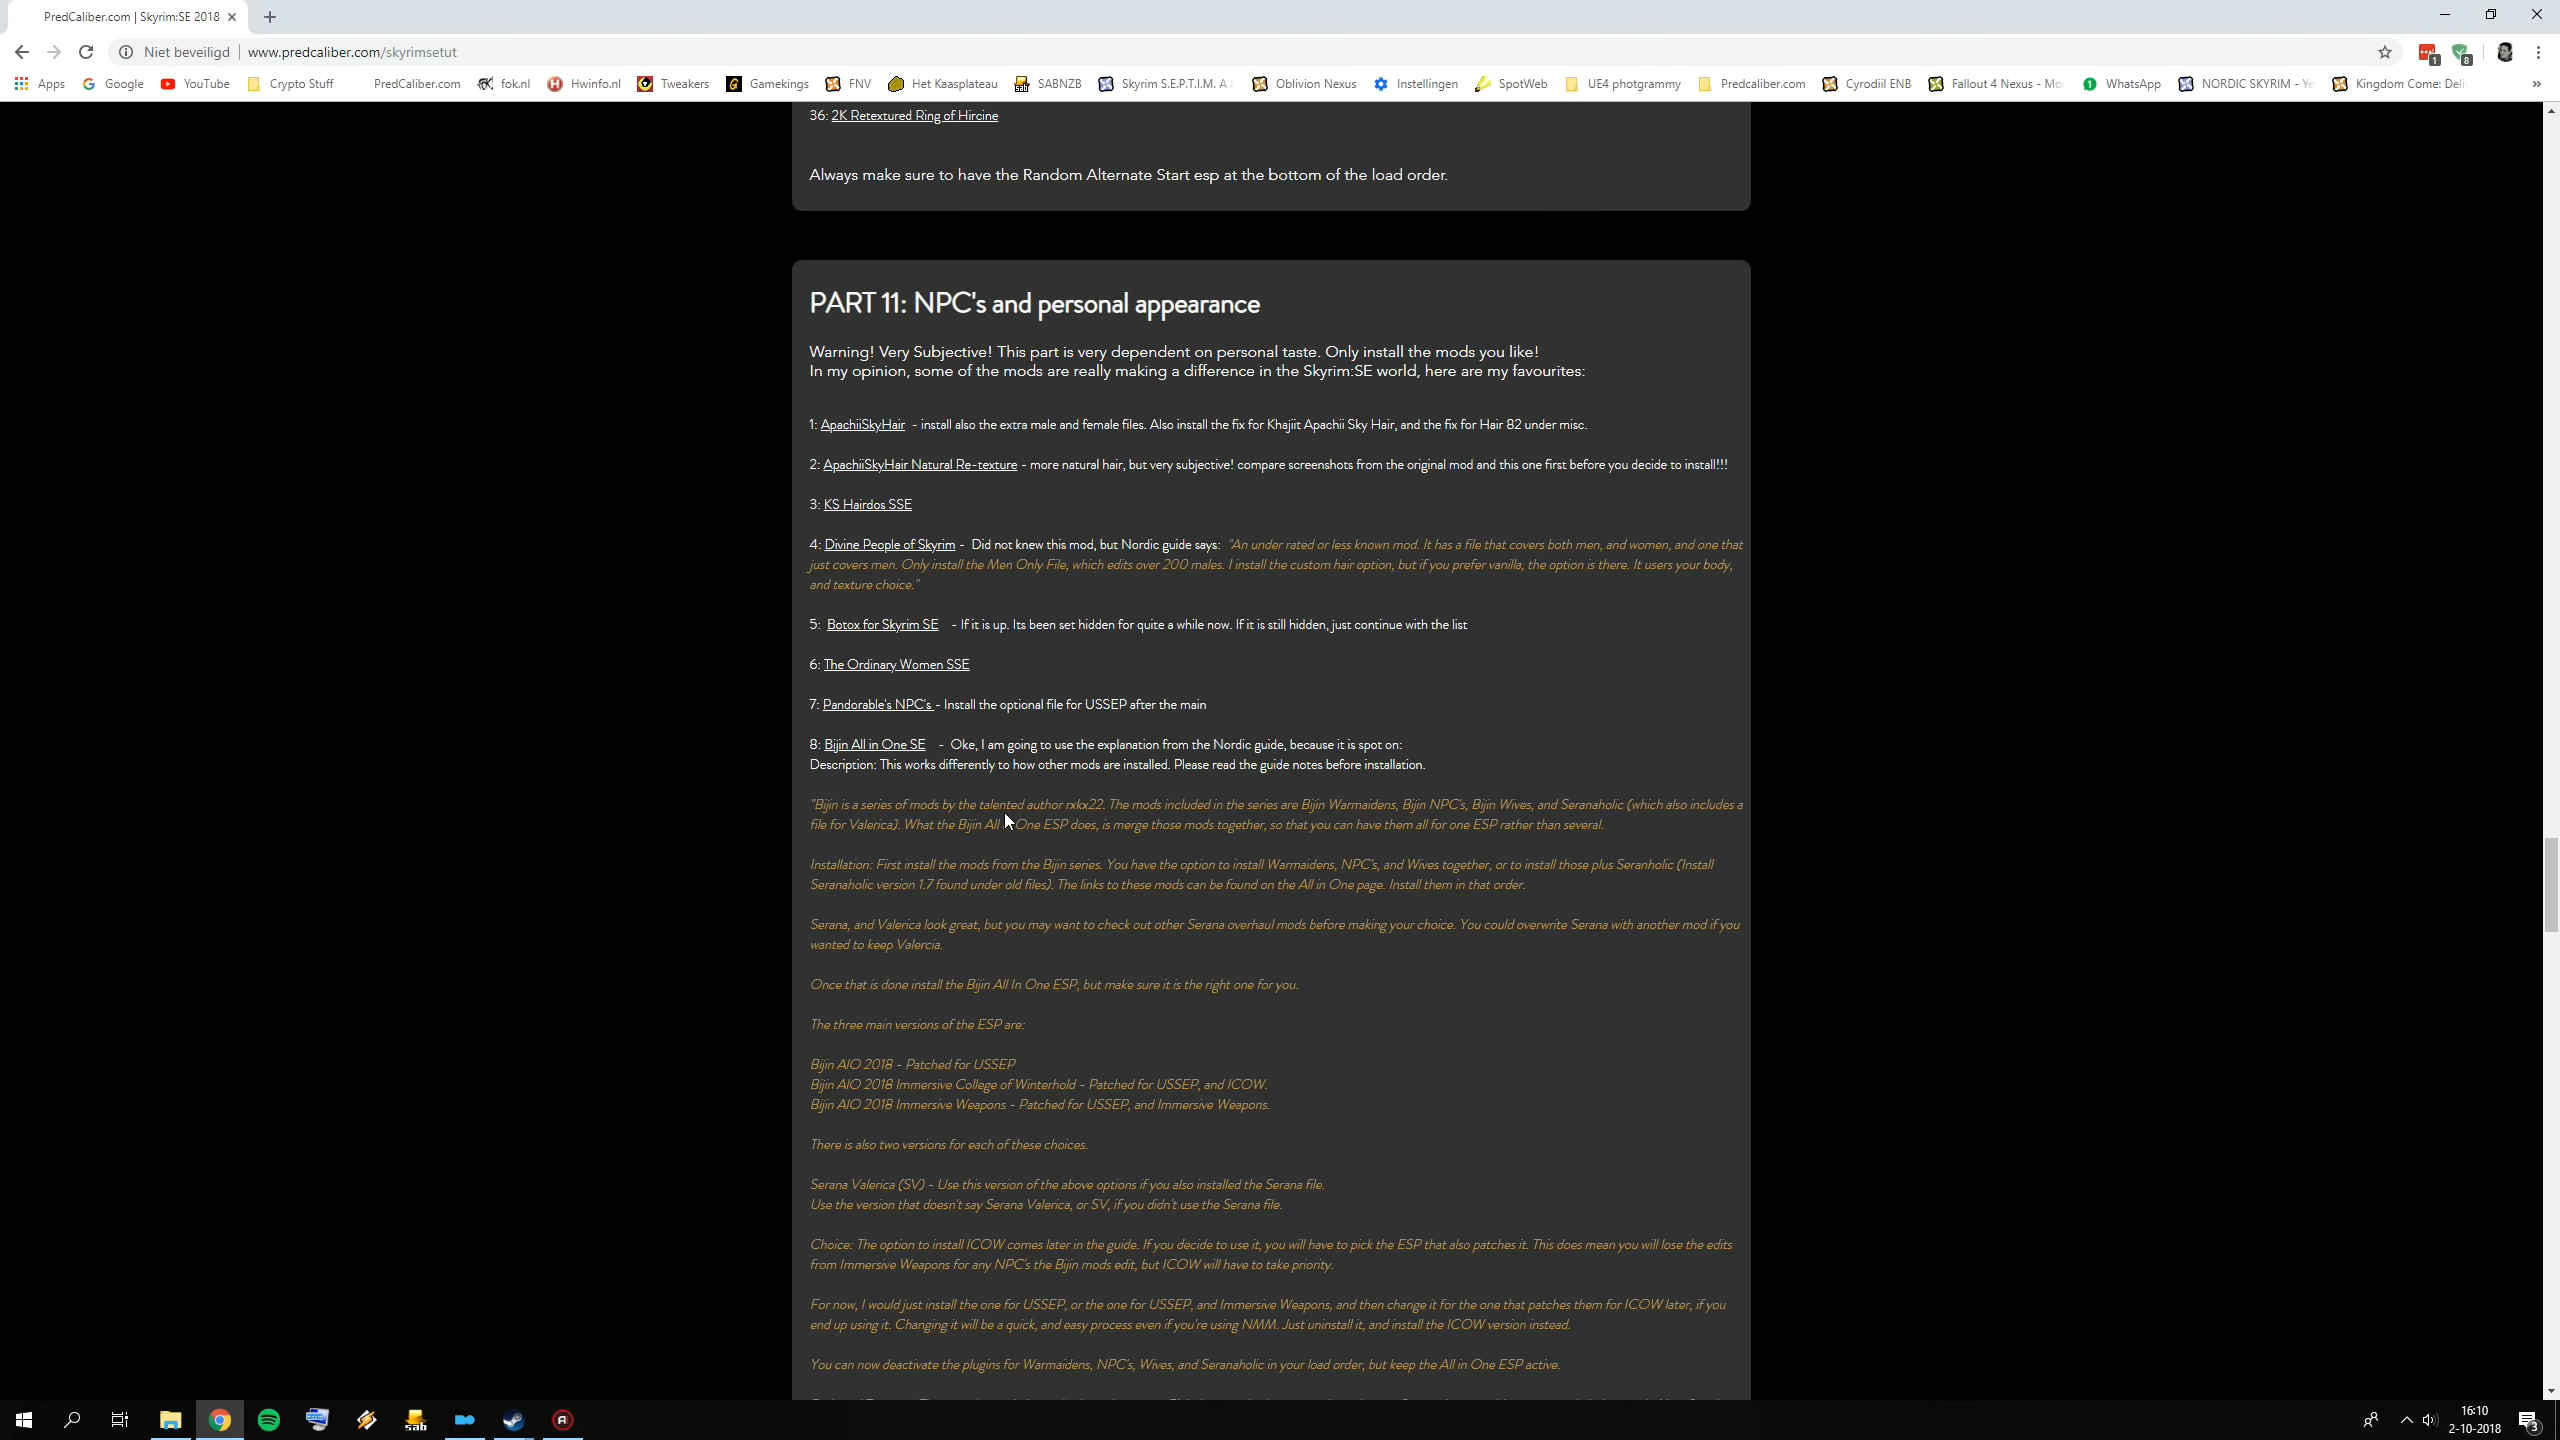 PredCaliber.com | Skyrim:SE 2018
Niet beveiligd
www.predcaliber.com/skyrimsetut
1
8
Apps
Google
YouTube
Crypto Stuff
PredCaliber.com
fok.nl
Hwinfo.nl
Tweakers
Gamekings
FNV
Het Kaasplateau
SABNZB
Skyrim S.E.P.T.I.M. A
Oblivion Nexus
Instellingen
SpotWeb
UE4 photgrammy
Predcaliber.com
Cyrodiil ENB
Fallout 4 Nexus - Mo
WhatsApp
NORDIC SKYRIM - Ye
Kingdom Come: Deli
36: 2K Retextured Ring of Hircine
Always make sure to have the Random Alternate Start esp at the bottom of the load order.
PART 11: NPC's and personal appearance
Warning! Very Subjective! This part is very dependent on personal taste. Only install the mods you like!
In my opinion, some of the mods are really making a difference in the Skyrim:SE world, here are my favourites:
1: ApachiiSkyHair - install also the extra male and female files. Also install the fix for Khajiit Apachii Sky Hair, and the fix for Hair 82 under misc.
2: ApachiiSkyHair Natural Re-texture - more natural hair, but very subjective! compare screenshots from the original mod and this one first before you decide to install!!!
3: KS Hairdos SSE
4: Divine People of Skyrim - Did not knew this mod, but Nordic guide says: "An under rated or less known mod. It has a file that covers both men, and women, and one that
just covers men. Only install the Men Only File, which edits over 200 males. I install the custom hair option, but if you prefer vanilla, the option is there. It users your body,
and texture choice."
5: Botox for Skyrim SE - If it is up. Its been set hidden for quite a while now. If it is still hidden, just continue with the list
6: The Ordinary Women SSE
7: Pandorable's NPC's - Install the optional file for USSEP after the main
8: Bijin All in One SE - Oke, I am going to use the explanation from the Nordic guide, because it is spot on:
Description: This works differently to how other mods are installed. Please read the guide notes before installation.
"Bijin is a series of mods by the talented author rxkx22. The mods included in the series are Bijin Warmaidens, Bijin NPC's, Bijin Wives, and Seranaholic (which also includes a
file for Valerica). What the Bijin All One ESP does, is merge those mods together, so that you can have them all for one ESP rather than several.
Installation: First install the mods from the Bijin series. You have the option to install Warmaidens, NPC's, and Wives together, or to install those plus Seranholic (Install
Seranaholic version 1.7 found under old files). The links to these mods can be found on the All in One page. Install them in that order.
Serana, and Valerica look great, but you may want to check out other Serana overhaul mods before making your choice. You could overwrite Serana with another mod if you
wanted to keep Valercia.
Once that is done install the Bijin All In One ESP, but make sure it is the right one for you.
The three main versions of the ESP are:
Bijin AIO 2018 - Patched for USSEP
Bijin AIO 2018 Immersive College of Winterhold - Patched for USSEP, and ICOW.
Bijin AIO 2018 Immersive Weapons - Patched for USSEP, and Immersive Weapons.
There is also two versions for each of these choices.
Serana Valerica (SV) - Use this version of the above options if you also installed the Serana file.
Use the version that doesn't say Serana Valerica, or SV, if you didn't use the Serana file.
Choice: The option to install ICOW comes later in the guide. If you decide to use it, you will have to pick the ESP that also patches it. This does mean you will lose the edits
from Immersive Weapons for any NPC's the Bijin mods edit, but ICOW will have to take priority.
For now, I would just install the one for USSEP, or the one for USSEP, and Immersive Weapons, and then change it for the one that patches them for ICOW later, if you
end up using it. Changing it will be a quick, and easy process even if you're using NMM. Just uninstall it, and install the ICOW version instead.
You can now deactivate the plugins for Warmaidens, NPC's, Wives, and Seranaholic in your load order, but keep the All in One ESP active.
sab
16:10
2-10-2018
3